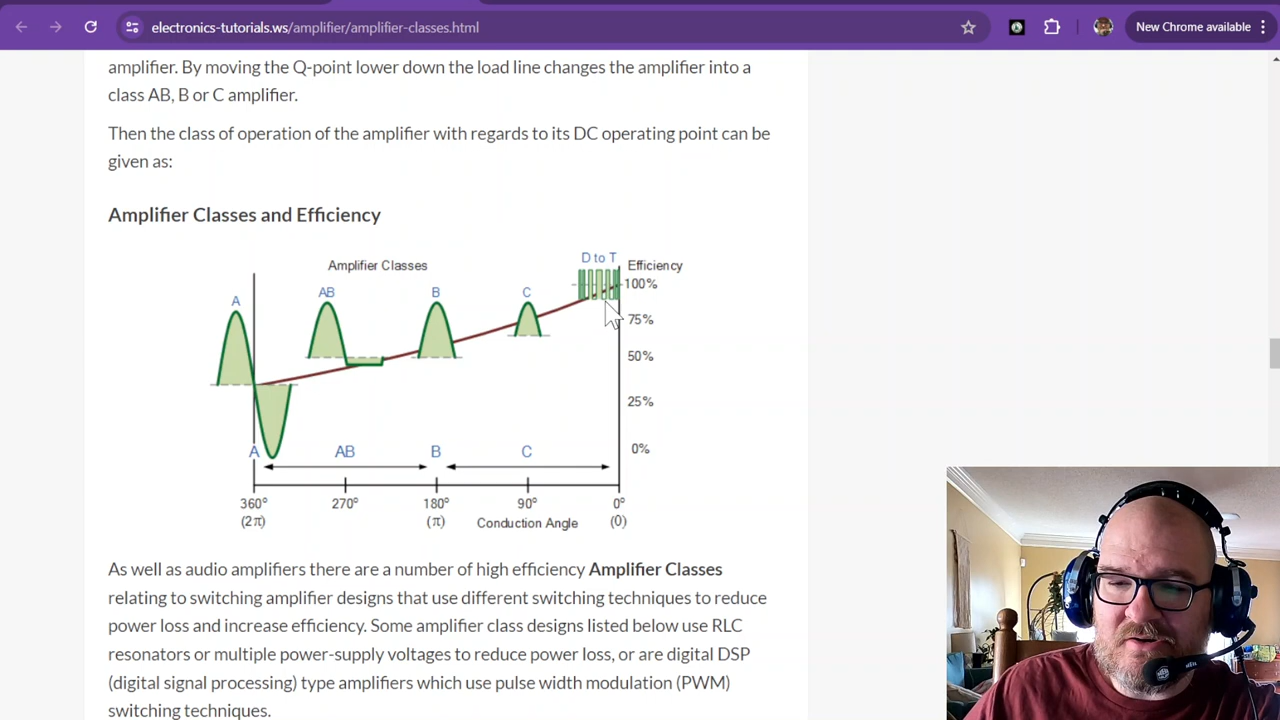 electronics-tutorials.ws/amplifier/amplifier-classes.html
New Chrome available
amplifier. By moving the Q-point lower down the load line changes the amplifier into a
class AB, B or C amplifier.
Then the class of operation of the amplifier with regards to its DC operating point can be
given as:
Amplifier Classes and Efficiency
Amplifier Classes
D to T
Efficiency
A
AB
B
C
100%
75%
50%
25%
0%
A
AB
B
C
360°
270°
180°
90°
0°
(2π)
(π)
Conduction Angle
(0)
As well as audio amplifiers there are a number of high efficiency Amplifier Classes
relating to switching amplifier designs that use different switching techniques to reduce
power loss and increase efficiency. Some amplifier class designs listed below use RLC
resonators or multiple power-supply voltages to reduce power loss, or are digital DSP
(digital signal processing) type amplifiers which use pulse width modulation (PWM)
switching techniques.